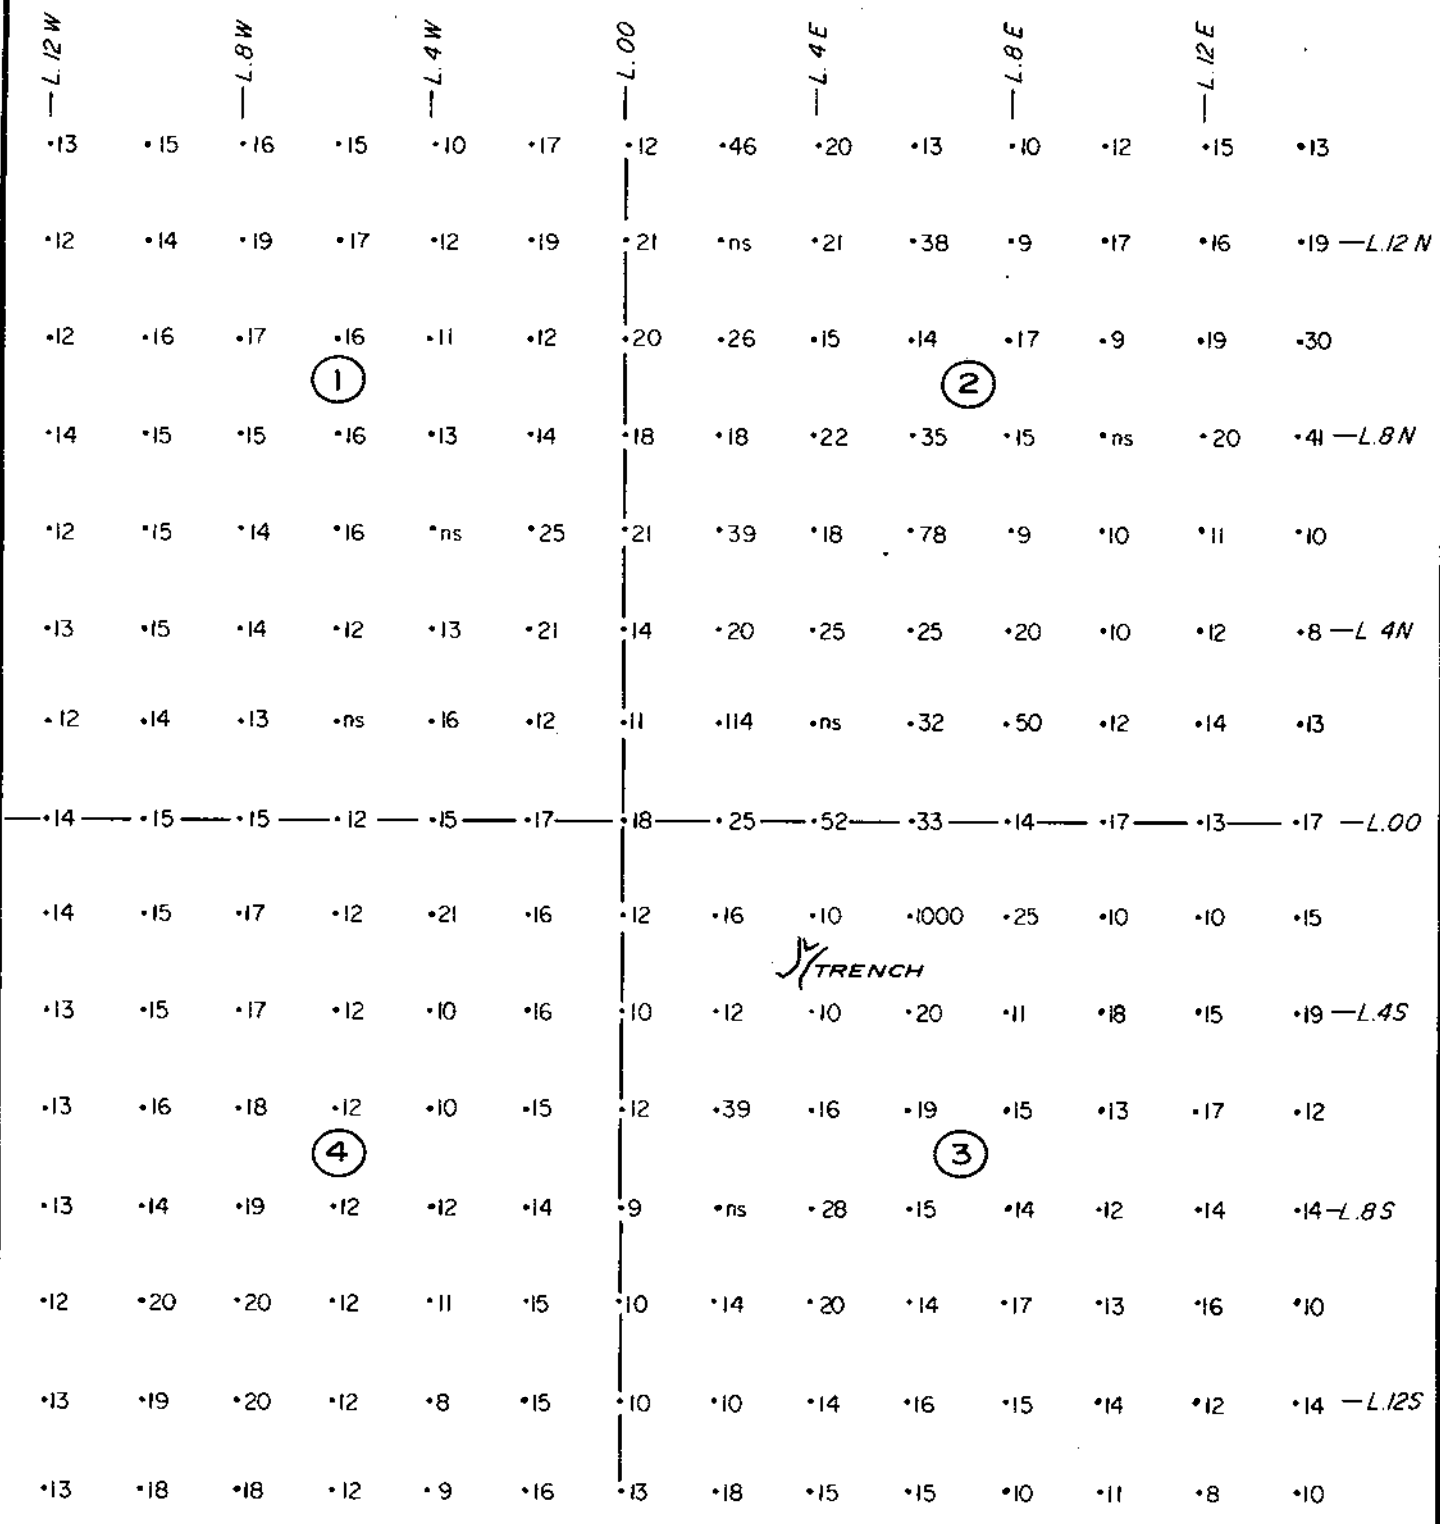 L.12 W L.8 W L.4 W L.00 L.4 E L.8 E L.12 E
13 15 16 15 10 17 12 46 20 13 10 12 15 13
12 14 19 17 12 19 21 ns 21 38 9 17 16 19 L.12 N
12 16 17 16 11 12 20 26 15 14 17 9 19 30
1 2
14 15 15 16 13 14 18 18 22 35 15 ns 20 41 L.8 N
12 15 14 16 ns 25 21 39 18 78 9 10 11 10
13 15 14 12 13 21 14 20 25 25 20 10 12 8 L 4N
12 14 13 ns 16 12 11 114 ns 32 50 12 14 13
14 15 15 12 15 17 18 25 52 33 14 17 13 17 L.00
14 15 17 12 21 16 12 16 10 1000 25 10 10 15
TRENCH
13 15 17 12 10 16 10 12 10 20 11 18 15 19 L.4S
13 16 18 12 10 15 12 39 16 19 15 13 17 12
4 3
13 14 19 12 12 14 9 ns 28 15 14 12 14 14 L.8 S
12 20 20 12 11 15 10 14 20 14 17 13 16 10
13 19 20 12 8 15 10 10 14 16 15 14 12 14 L.12S
13 18 18 12 9 16 13 18 15 15 10 11 8 10